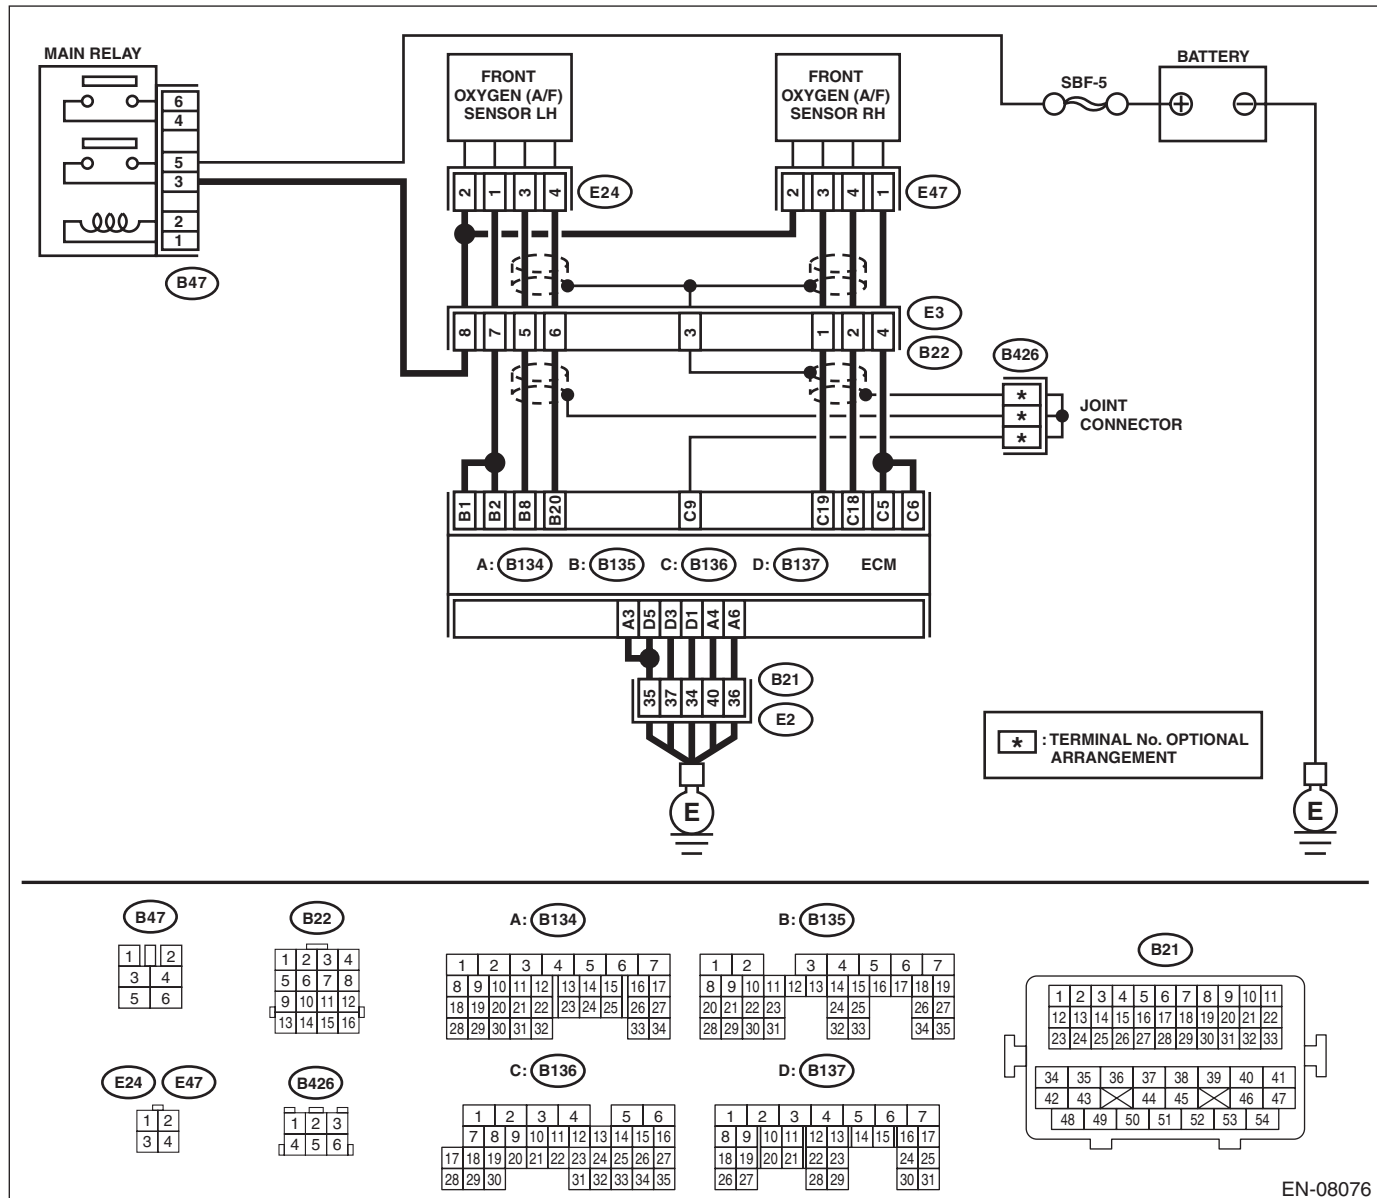 MAIN RELAY
6
4
5
3
2
1
B47
FRONT
OXYGEN (A/F)
SENSOR LH
2 1 3 4
E24
FRONT
OXYGEN (A/F)
SENSOR RH
2 3 4 1
E47
SBF-5
BATTERY
+ −
8 7 5 6 3 1 2 4
E3
B22
B426
*
*
*
JOINT
CONNECTOR
B1 B2 B8 B20 C9 C19 C18 C5 C6
A: B134 B: B135 C: B136 D: B137 ECM
A3 D5 D3 D1 A4 A6
35 37 34 40 36
B21
E2
E
* : TERMINAL No. OPTIONAL
ARRANGEMENT
E
B47
1 2
3 4
5 6
B22
1 2 3 4
5 6 7 8
9 10 11 12
13 14 15 16
A: B134
1 2 3 4 5 6 7
8 9 10 11 12 13 14 15 16 17
18 19 20 21 22 23 24 25 26 27
28 29 30 31 32 33 34
B: B135
1 2 3 4 5 6 7
8 9 10 11 12 13 14 15 16 17 18 19
20 21 22 23 24 25 26 27
28 29 30 31 32 33 34 35
B21
1 2 3 4 5 6 7 8 9 10 11
12 13 14 15 16 17 18 19 20 21 22
23 24 25 26 27 28 29 30 31 32 33
34 35 36 37 38 39 40 41
42 43 44 45 46 47
48 49 50 51 52 53 54
E24 E47
1 2
3 4
B426
1 2 3
4 5 6
C: B136
1 2 3 4 5 6
7 8 9 10 11 12 13 14 15 16
17 18 19 20 21 22 23 24 25 26 27
28 29 30 31 32 33 34 35
D: B137
1 2 3 4 5 6 7
8 9 10 11 12 13 14 15 16 17
18 19 20 21 22 23 24 25
26 27 28 29 30 31
EN-08076